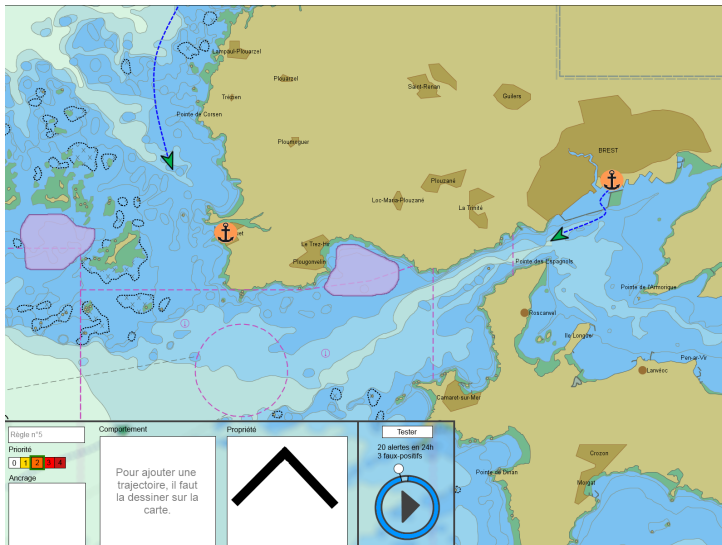 Lampaul-Plouarzel
Plouarzel
Saint-Renan
Guilers
Pointe de Corsen
Ploumoguer
BREST
Plouzané
Loc-Maria-Plouzané
La Trinité
Le Trez-Hir
Plougonvelin
Pointe des Espagnols
Pointe de l'Armorique
Roscanvel
Ile Longue
Pen-ar-Vir
Lanvéoc
Camaret-sur-Mer
Crozon
Pointe de Dinan
Morgat
Règle n°5
Priorité
0 1 2 3 4
Ancrage
Comportement
Pour ajouter une
trajectoire, il faut
la dessiner sur la
carte.
Propriété
Tester
20 alertes en 24h
3 faux-positifs